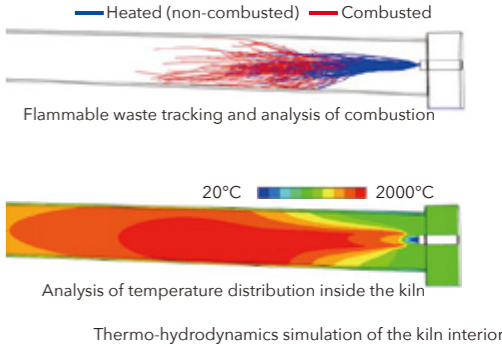 Heated (non-combusted) Combusted
Flammable waste tracking and analysis of combustion
20°C 2000°C
Analysis of temperature distribution inside the kiln
Thermo-hydrodynamics simulation of the kiln interior